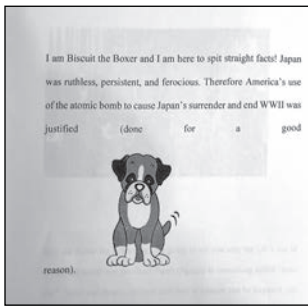 I am Biscuit the Boxer and I am here to spit straight facts! Japan
was ruthless, persistent, and ferocious. Therefore America's use
of the atomic bomb to cause Japan's surrender and end WWII was
justified (done for a good
reason).